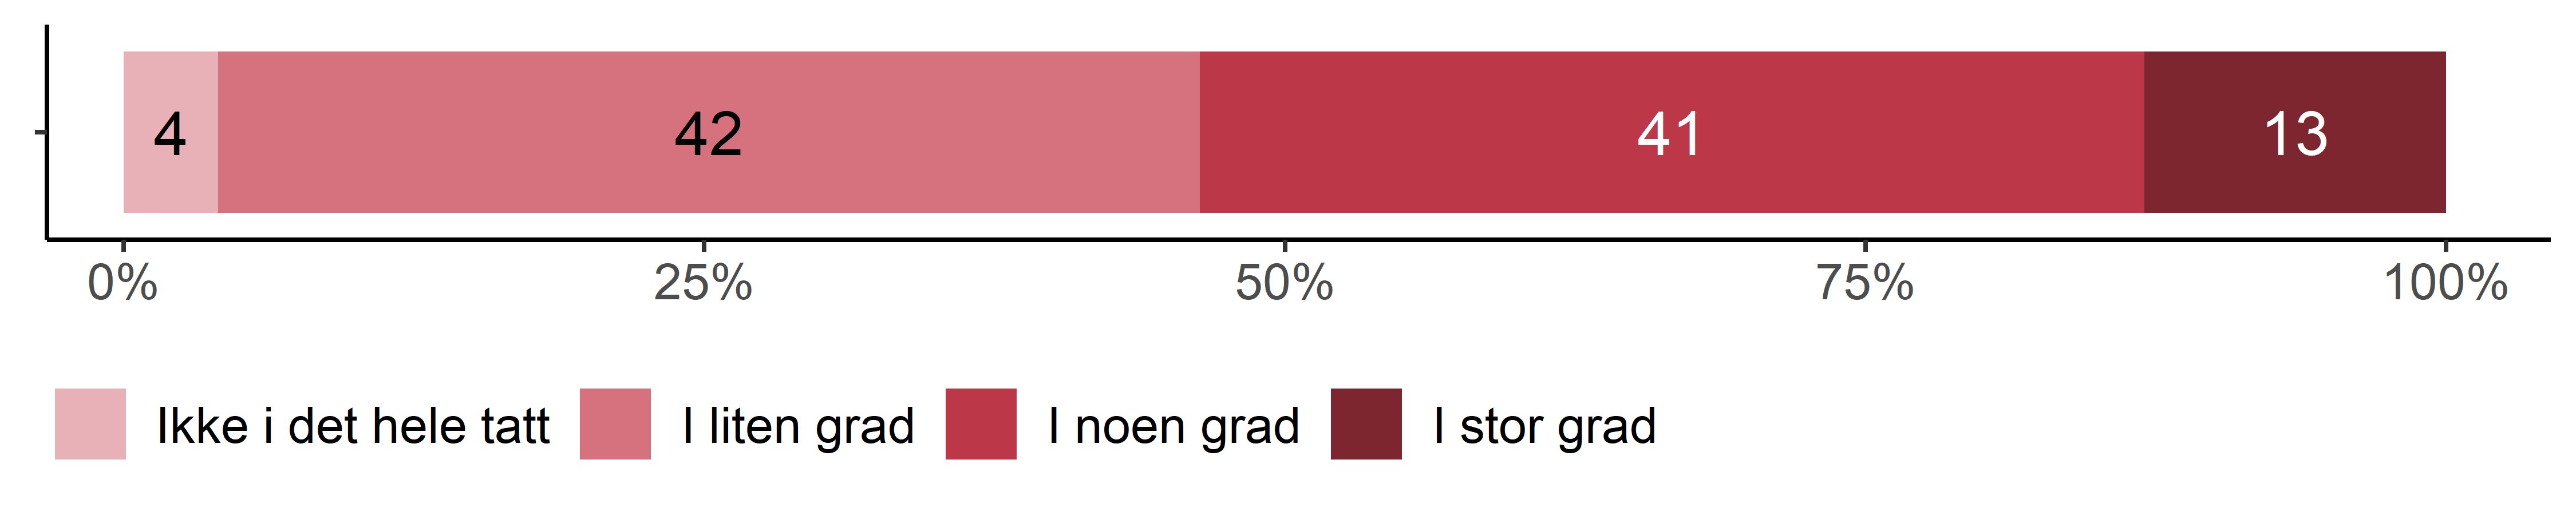 4 42 41 13
0% 25% 50% 75% 100%
Ikke i det hele tatt I liten grad I noen grad I stor grad